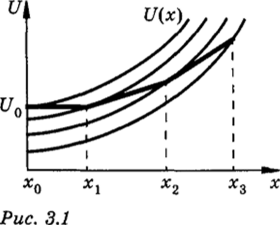 U
U(x)
U₀
x₀ x₁ x₂ x₃ x
Рис. 3.1